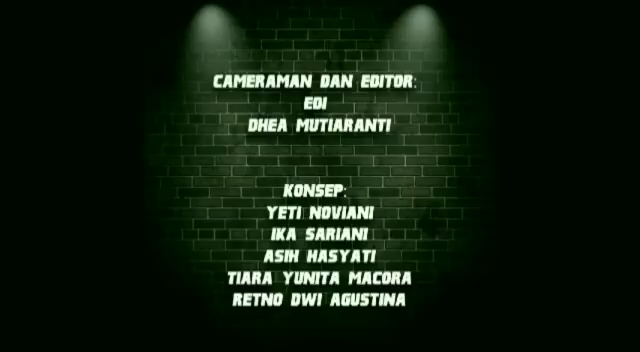 CAMERAMAN DAN EDITOR:
EDI
DHEA MUTIARANTI
KONSEP:
YETI NOVIANI
IKA SARIANI
ASIH HASYATI
TIARA YUNITA MACORA
RETNO DWI AGUSTINA